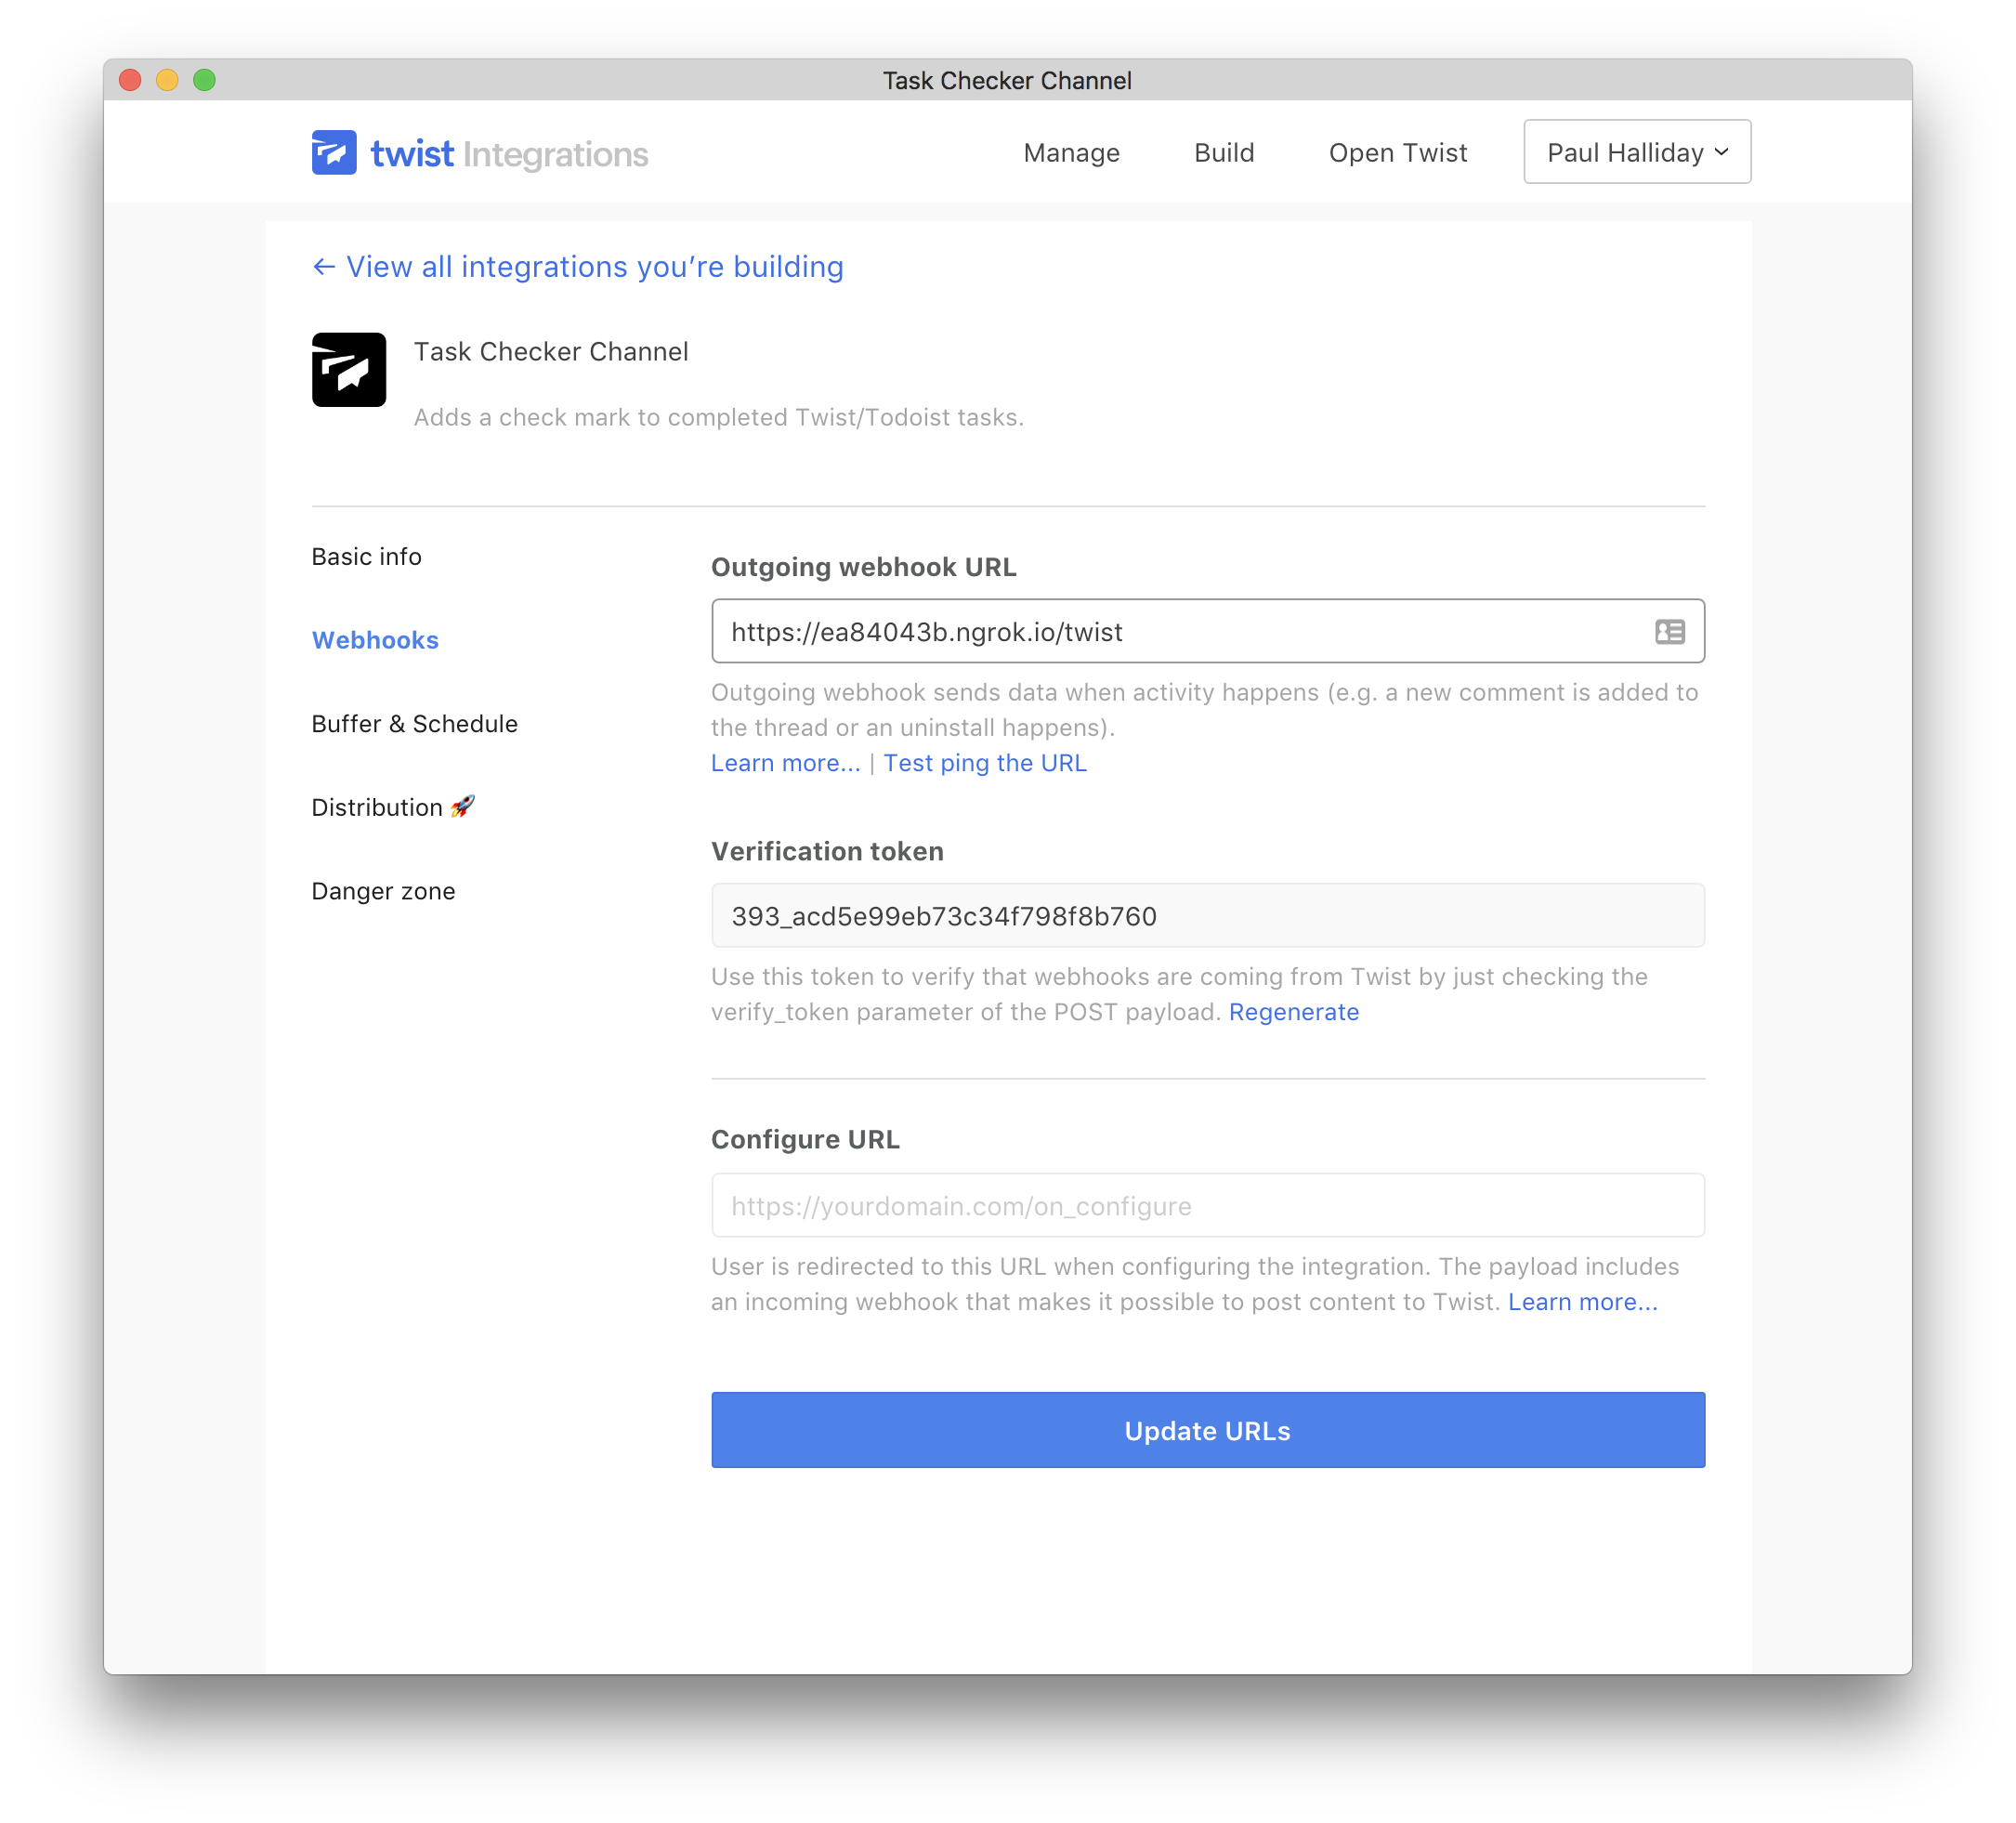 Task Checker Channel
twist Integrations
Manage
Build
Open Twist
Paul Halliday
← View all integrations you’re building
Task Checker Channel
Adds a check mark to completed Twist/Todoist tasks.
Basic info
Webhooks
Buffer & Schedule
Distribution 🚀
Danger zone
Outgoing webhook URL
https://ea84043b.ngrok.io/twist
Outgoing webhook sends data when activity happens (e.g. a new comment is added to
the thread or an uninstall happens).
Learn more... | Test ping the URL
Verification token
393_acd5e99eb73c34f798f8b760
Use this token to verify that webhooks are coming from Twist by just checking the
verify_token parameter of the POST payload. Regenerate
Configure URL
https://yourdomain.com/on_configure
User is redirected to this URL when configuring the integration. The payload includes
an incoming webhook that makes it possible to post content to Twist. Learn more...
Update URLs